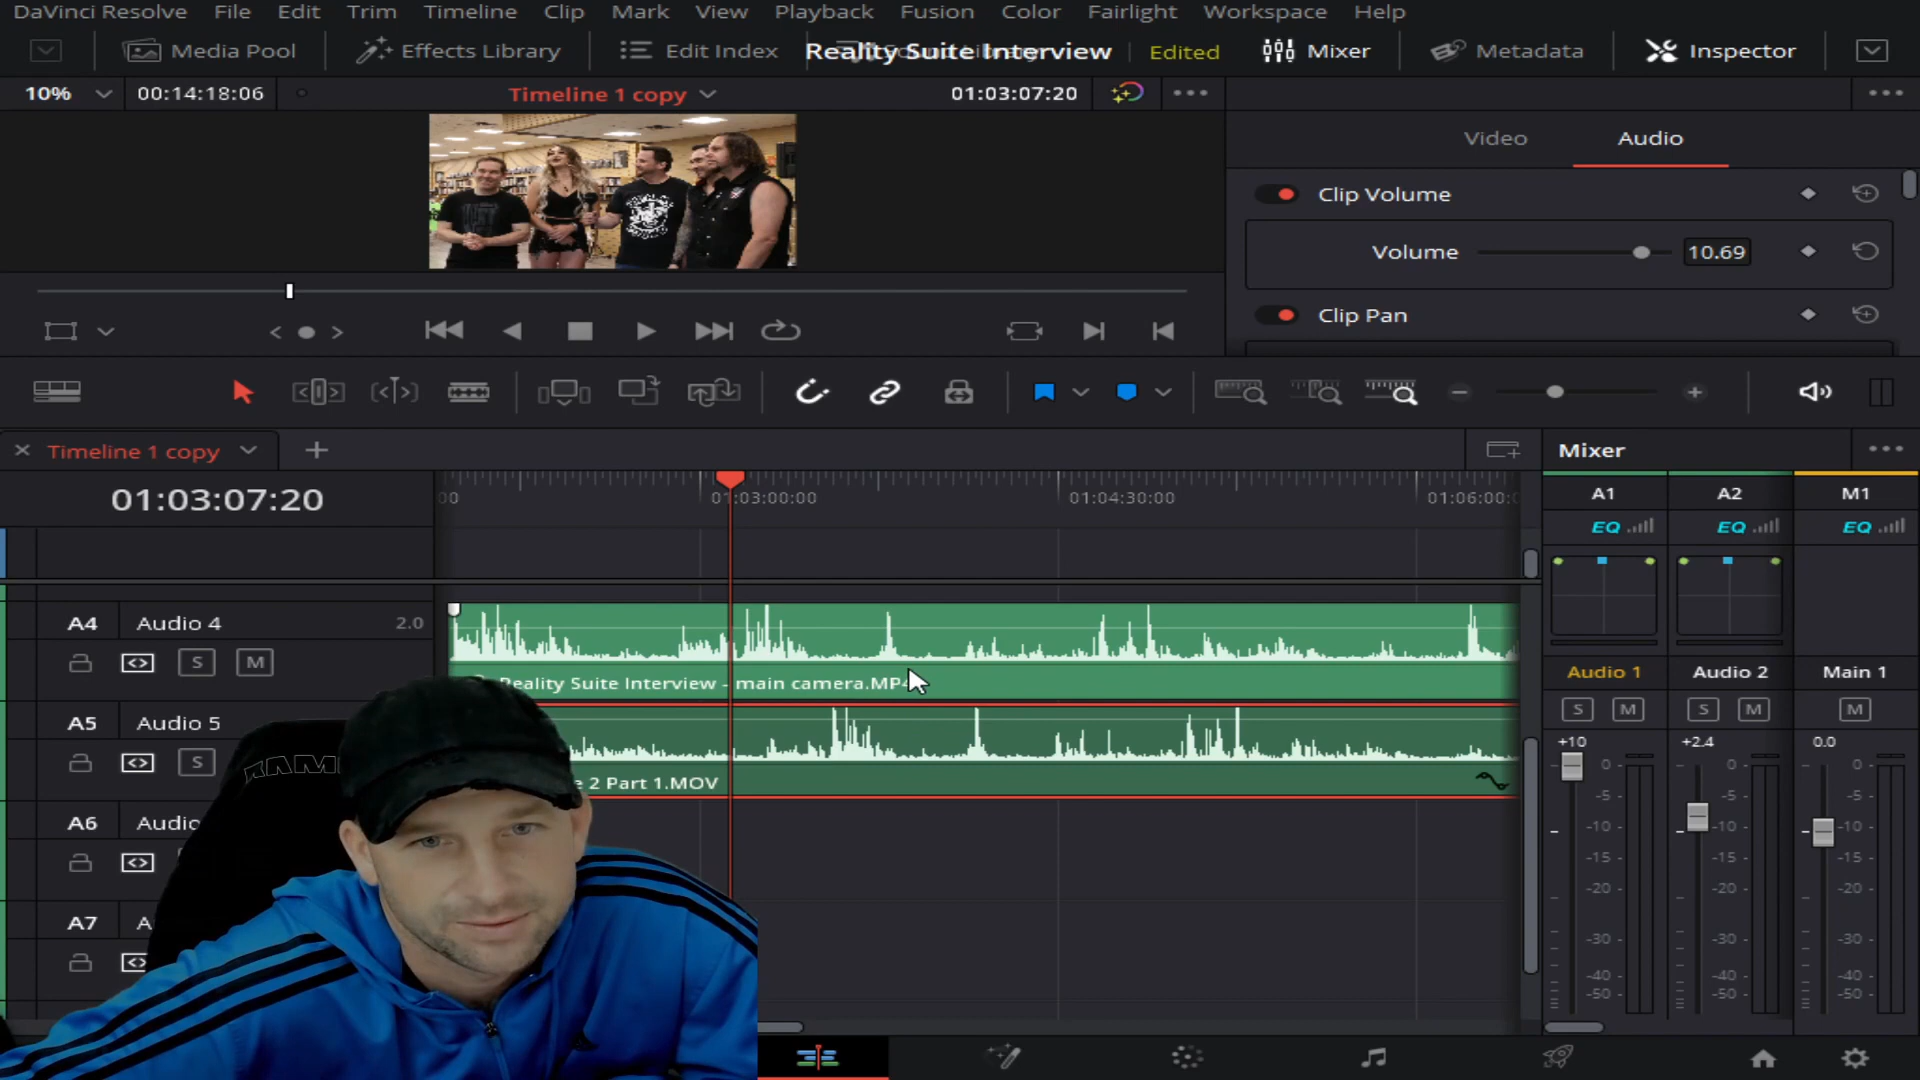 DaVinci Resolve File Edit Trim Timeline Clip Mark View Playback Fusion Color Fairlight Workspace Help
Media Pool Effects Library Edit Index Reality Suite Interview Edited Mixer Metadata Inspector
10% 00:14:18:06 Timeline 1 copy 01:03:07:20
Video Audio
Clip Volume
Volume 10.69
Clip Pan
Timeline 1 copy
Mixer
01:03:07:20
00 01:03:00:00 01:04:30:00 01:06:00:
A1 A2 M1
EQ EQ EQ
A4 Audio 4 2.0
S M
Reality Suite Interview - main camera.MP4
A5 Audio 5
S
e 2 Part 1.MOV
A6 Audio
A7 A
KAM
Audio 1 Audio 2 Main 1
S M S M M
+10 +2.4 0.0
0 0 0
-5 -5 -5
-10 -10 -10
-15 -15 -15
-20 -20 -20
-30 -30 -30
-40 -40 -40
-50 -50 -50